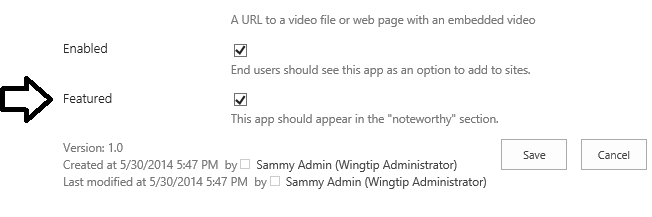 A URL to a video file or web page with an embedded video
Enabled
End users should see this app as an option to add to sites.
Featured
This app should appear in the "noteworthy" section.
Version: 1.0
Created at 5/30/2014 5:47 PM by Sammy Admin (Wingtip Administrator)
Last modified at 5/30/2014 5:47 PM by Sammy Admin (Wingtip Administrator)
Save Cancel